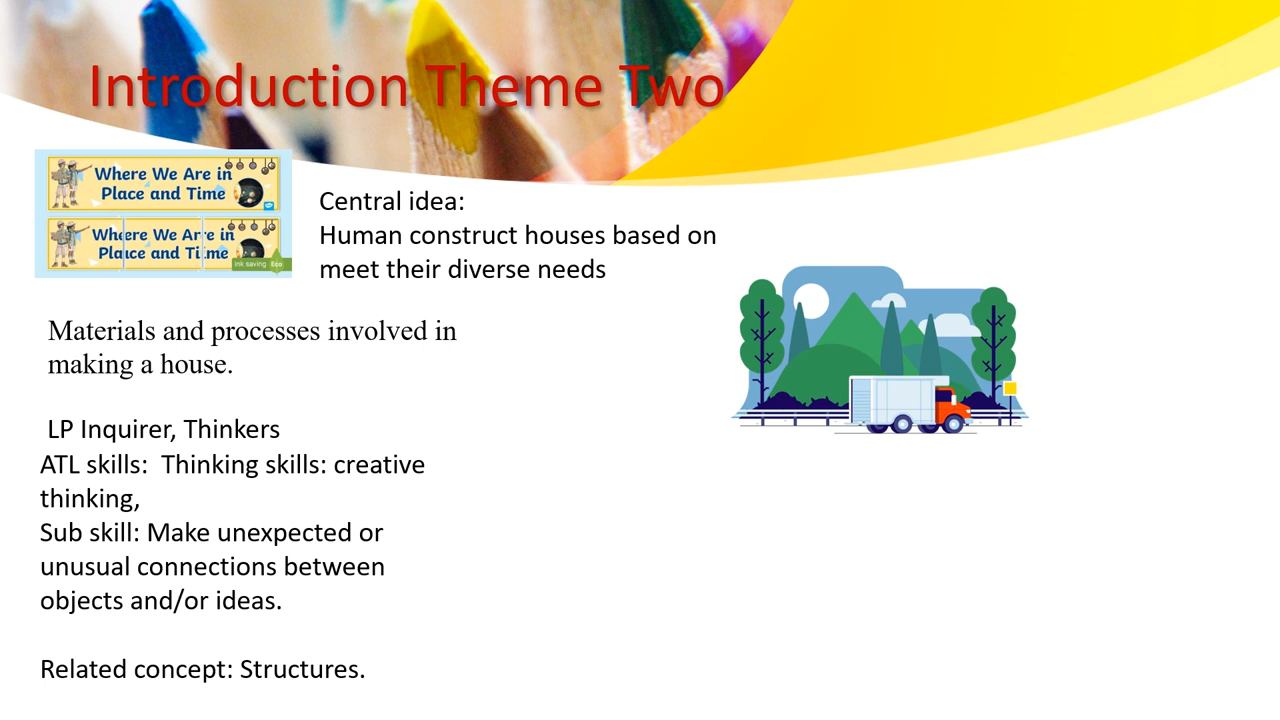 Introduction Theme Two
Where We Are in
Place and Time
Where We Are in
Place and Time
ink saving Eco
Central idea:
Human construct houses based on
meet their diverse needs
Materials and processes involved in
making a house.
LP Inquirer, Thinkers
ATL skills:  Thinking skills: creative
thinking,
Sub skill: Make unexpected or
unusual connections between
objects and/or ideas.
Related concept: Structures.